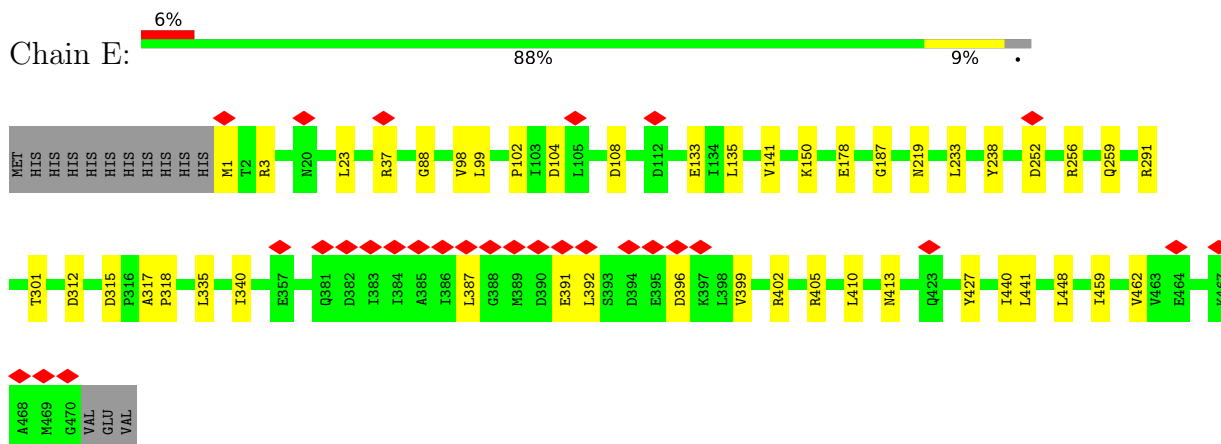 6%
Chain E:
88% 9% •
MET HIS HIS HIS HIS HIS HIS HIS HIS HIS HIS M1 T2 R3 N20 L23 R37 G88 V98 L99 P102 I103 D104 L105 D108 D112 E133 I134 L135 V141 K150 E178 G187 N219 L233 Y238 D252 R256 Q259 R291
T301 D312 D315 P316 A317 P318 L335 I340 E357 Q381 D382 I383 I384 A385 I386 L387 G388 M389 D390 E391 L392 S393 D394 E395 D396 K397 L398 V399 R402 R405 L410 N413 Q423 Y427 I440 L441 L448 I459 V462 V463 E464 K467
A468 M469 G470 VAL GLU VAL